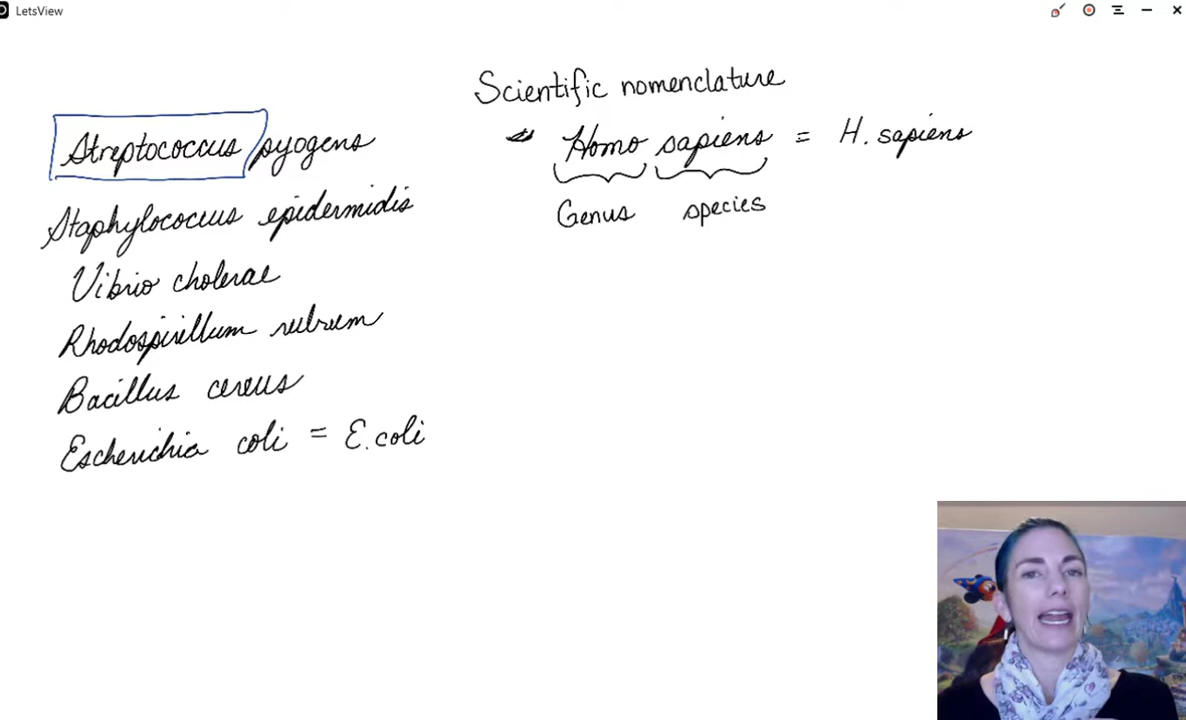 LetsView
Scientific nomenclature
Homo sapiens = H. sapiens
Genus species
Streptococcus pyogens
Staphylococcus epidermidis
Vibrio cholerae
Rhodospirillum rubrum
Bacillus cereus
Escherichia coli = E. coli